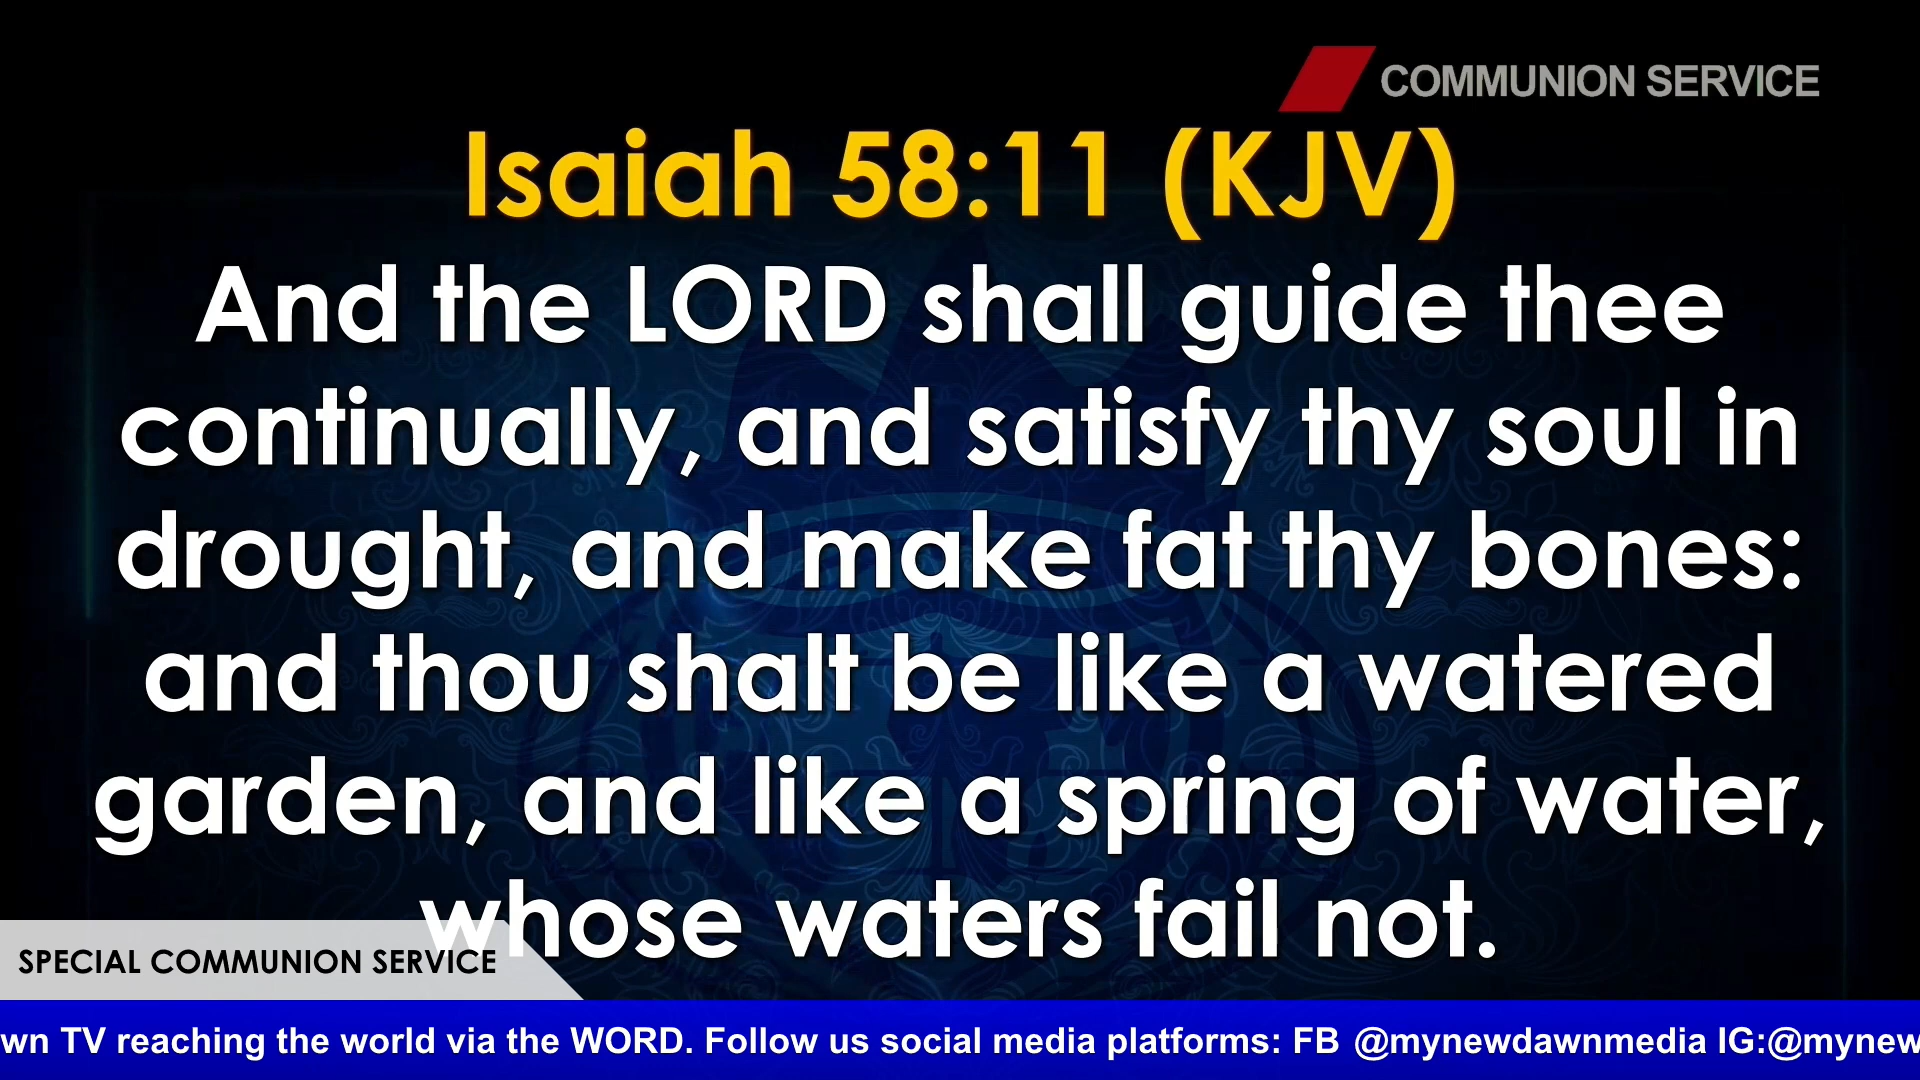 COMMUNION SERVICE
Isaiah 58:11 (KJV)
And the LORD shall guide thee
continually, and satisfy thy soul in
drought, and make fat thy bones:
and thou shalt be like a watered
garden, and like a spring of water,
whose waters fail not.
SPECIAL COMMUNION SERVICE
wn TV reaching the world via the WORD. Follow us social media platforms: FB @mynewdawnmedia IG:@mynew